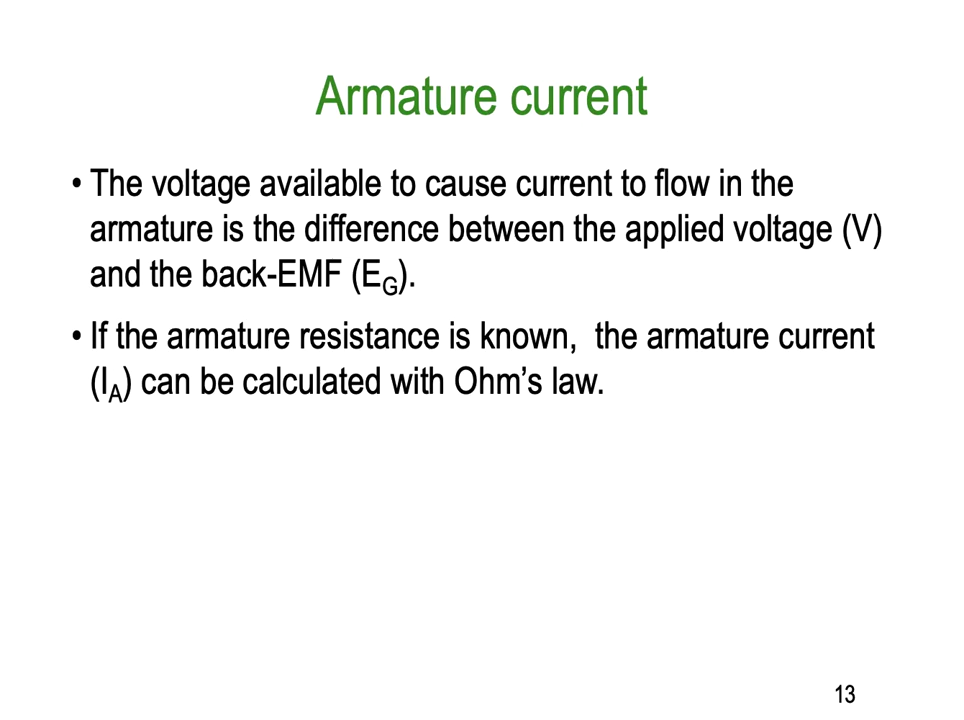 Armature current
• The voltage available to cause current to flow in the
armature is the difference between the applied voltage (V)
and the back-EMF (EG).
• If the armature resistance is known,  the armature current
(IA) can be calculated with Ohm’s law.
13